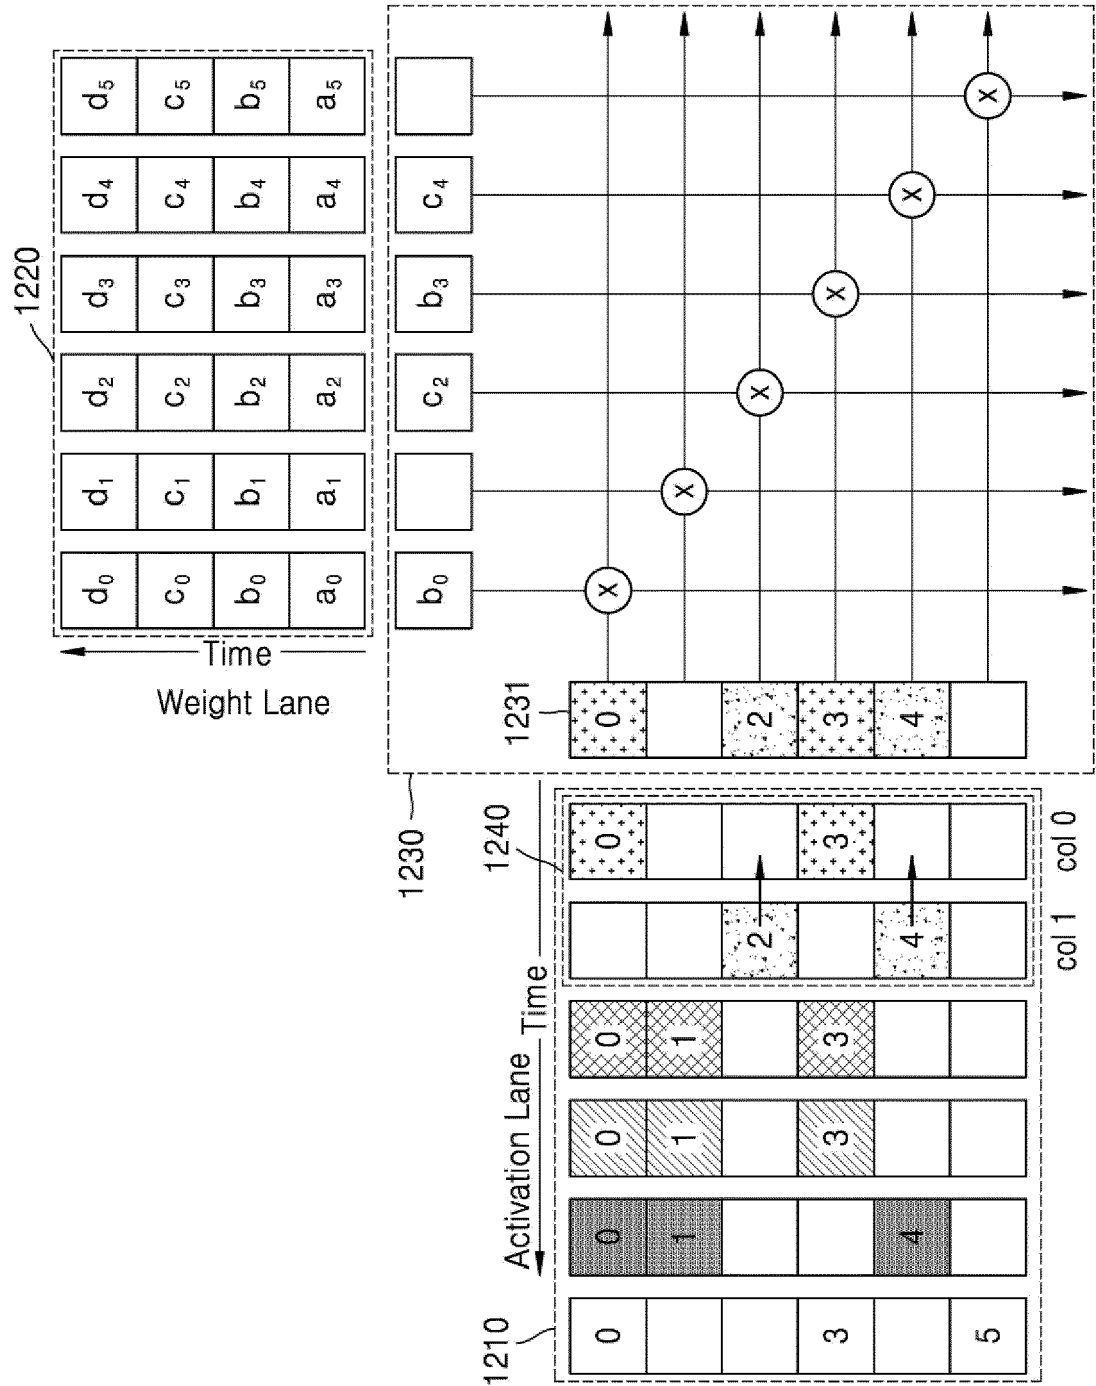 1220
d0 d1 d2 d3 d4 d5
c0 c1 c2 c3 c4 c5
b0 b1 b2 b3 b4 b5
a0 a1 a2 a3 a4 a5
Time
Weight Lane
b0 c2 b3 c4
1230
1210
Activation Lane
Time
1240
1231
0 0 0 0 0 0
1 1 1
2 2
3 3 3 3 3
4 4 4
5
X
X
X
X
X
X
col 1
col 0